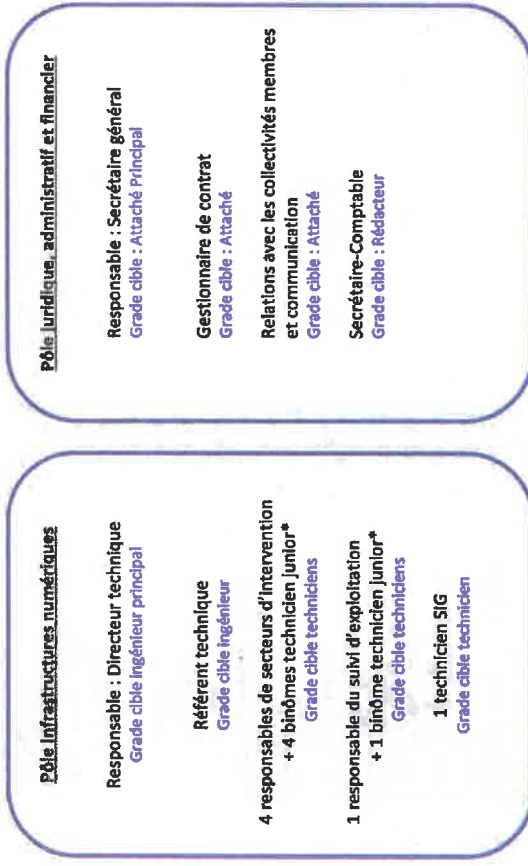 Pôle Infrastructures numériques
Responsable : Directeur technique
Grade cible ingénieur principal
Référent technique
Grade cible ingénieur
4 responsables de secteurs d'intervention
+ 4 binômes technicien junior*
Grade cible techniciens
1 responsable du suivi d'exploitation
+ 1 binôme technicien junior*
Grade cible techniciens
1 technicien SIG
Grade cible technicien
Pôle juridique, administratif et financier
Responsable : Secrétaire général
Grade cible : Attaché Principal
Gestionnaire de contrat
Grade cible : Attaché
Relations avec les collectivités membres
et communication
Grade cible : Attaché
Secrétaire-Comptable
Grade cible : Rédacteur